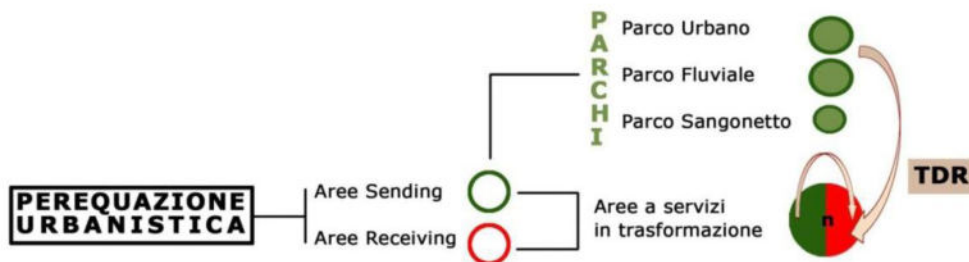 PARCHI
Parco Urbano
Parco Fluviale
Parco Sangonetto
TDR
PEREQUAZIONE
URBANISTICA
Aree Sending
Aree Receiving
Aree a servizi
in trasformazione
n